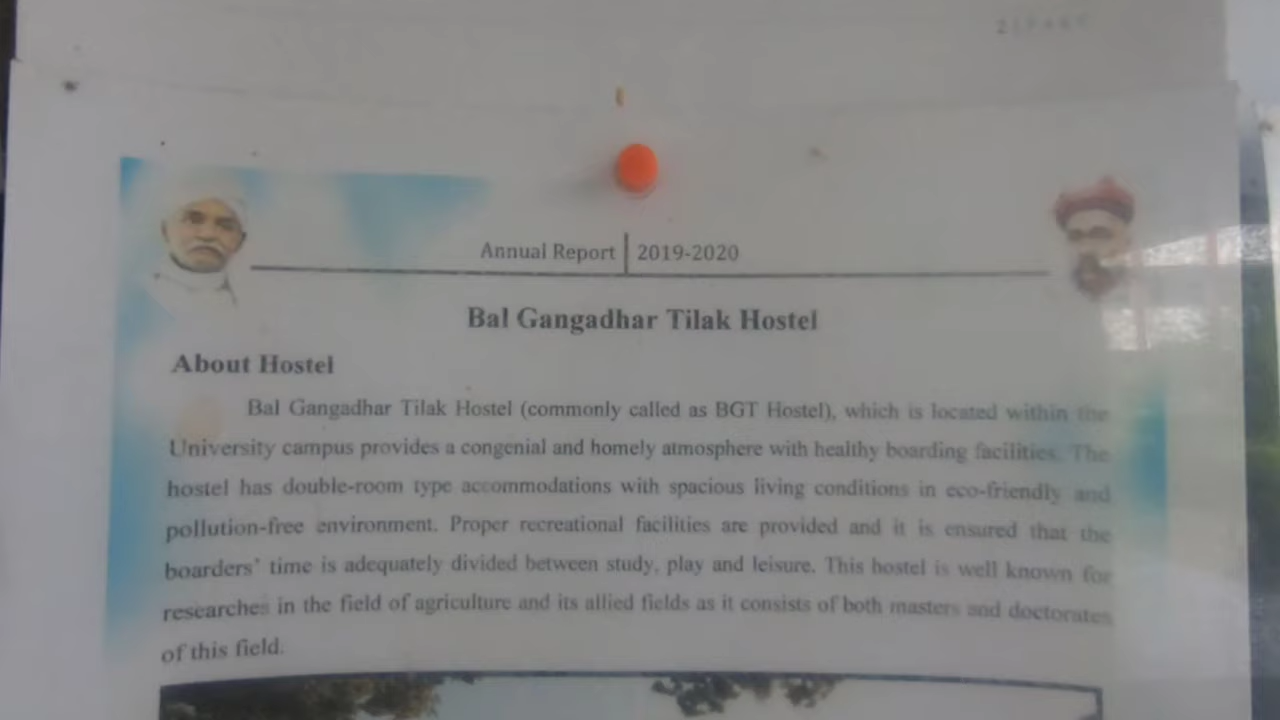 Annual Report | 2019-2020
Bal Gangadhar Tilak Hostel
About Hostel
Bal Gangadhar Tilak Hostel (commonly called as BGT Hostel), which is located within the
University campus provides a congenial and homely atmosphere with healthy boarding facilities. The
hostel has double-room type accommodations with spacious living conditions in eco-friendly and
pollution-free environment. Proper recreational facilities are provided and it is ensured that the
boarders' time is adequately divided between study, play and leisure. This hostel is well known for
researches in the field of agriculture and its allied fields as it consists of both masters and doctorates
of this field.